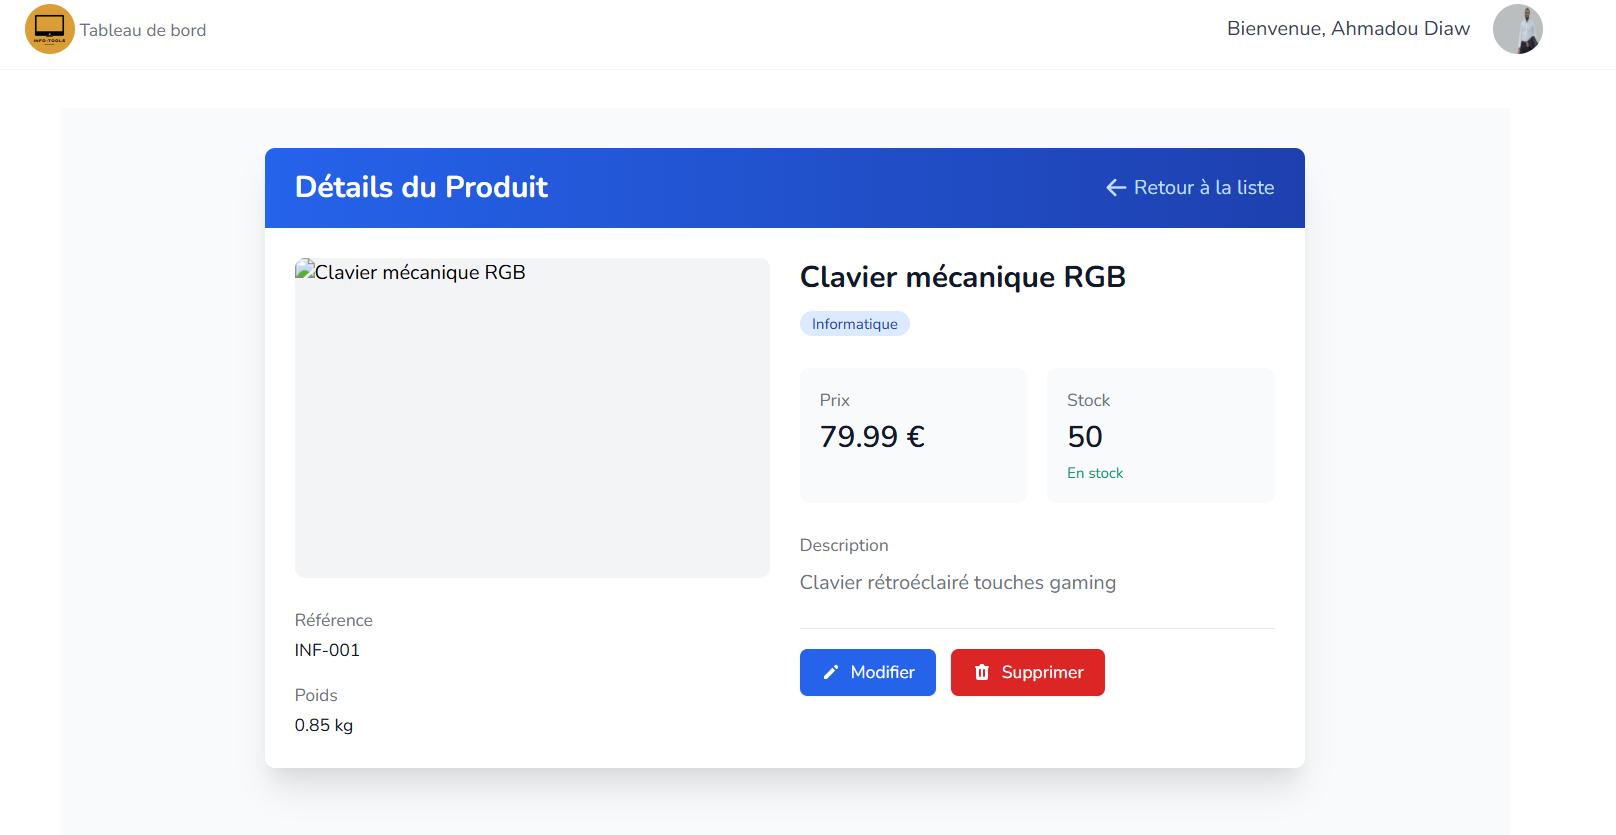 INFO-TOOLS
Tableau de bord
Bienvenue, Ahmadou Diaw
Détails du Produit
Retour à la liste
Clavier mécanique RGB
Référence
INF-001
Poids
0.85 kg
Clavier mécanique RGB
Informatique
Prix
79.99 €
Stock
50
En stock
Description
Clavier rétroéclairé touches gaming
Modifier
Supprimer